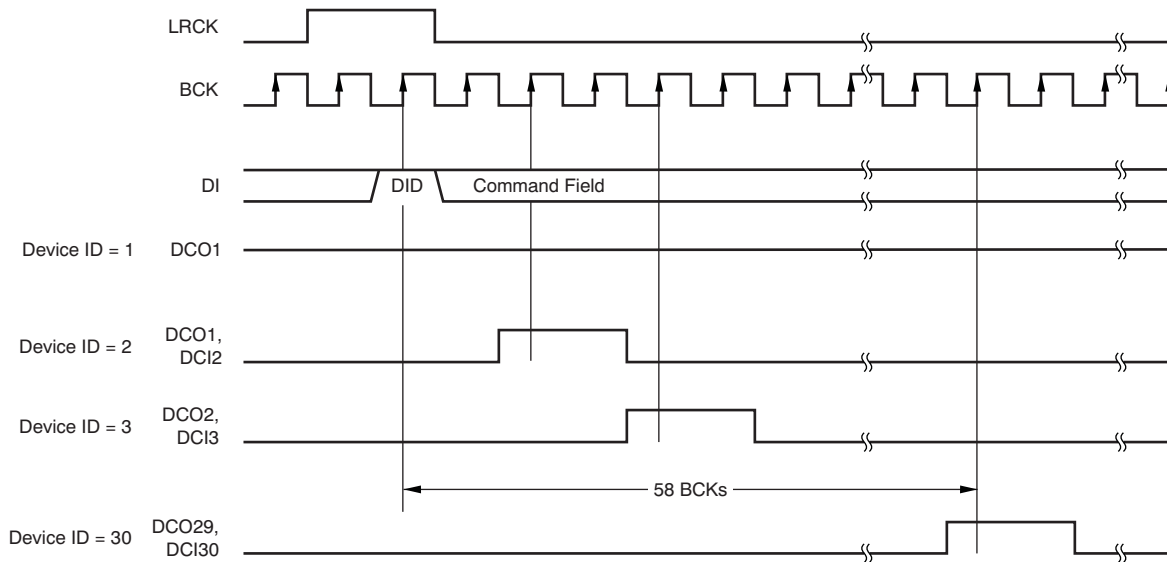 LRCK
BCK
DI
DID
Command Field
Device ID = 1
DCO1
Device ID = 2
DCO1,
DCI2
Device ID = 3
DCO2,
DCI3
58 BCKs
Device ID = 30
DCO29,
DCI30